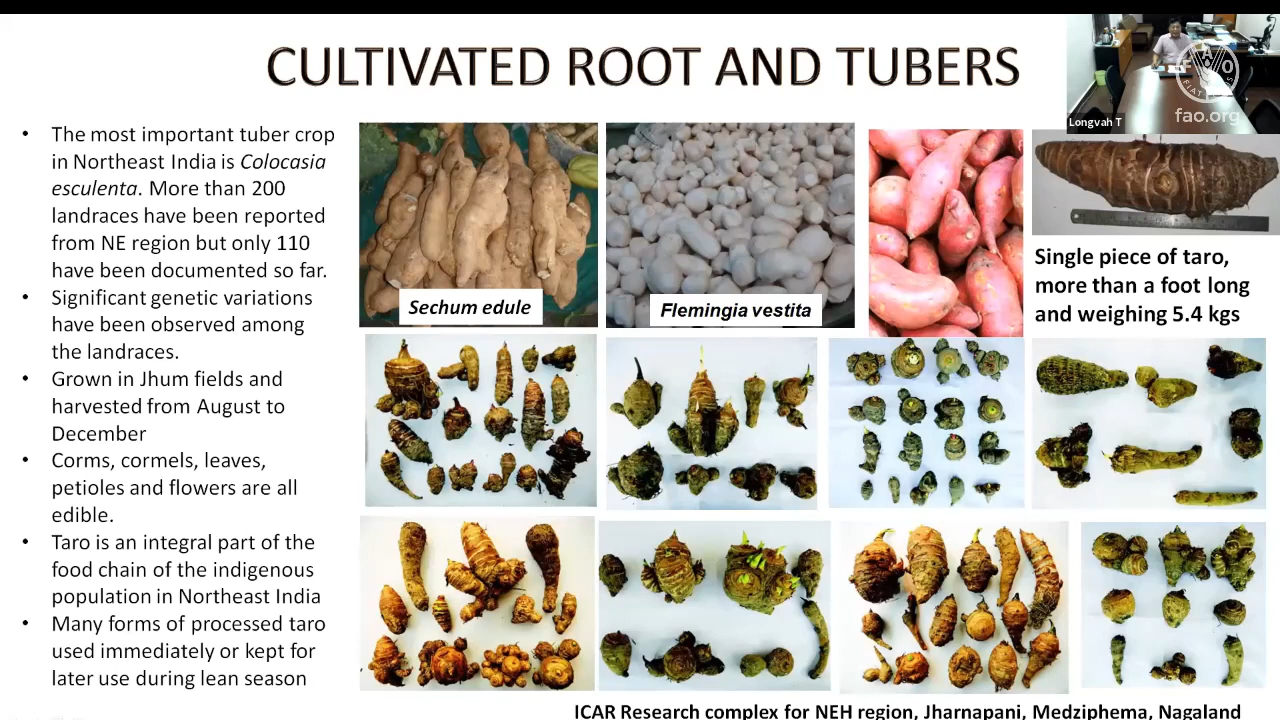 CULTIVATED ROOT AND TUBERS
• The most important tuber crop
in Northeast India is Colocasia
esculenta. More than 200
landraces have been reported
from NE region but only 110
have been documented so far.
• Significant genetic variations
have been observed among
the landraces.
• Grown in Jhum fields and
harvested from August to
December
• Corms, cormels, leaves,
petioles and flowers are all
edible.
• Taro is an integral part of the
food chain of the indigenous
population in Northeast India
• Many forms of processed taro
used immediately or kept for
later use during lean season
Sechum edule
Flemingia vestita
F A O
FIAT PANIS
fao.org
Longvah T
Single piece of taro,
more than a foot long
and weighing 5.4 kgs
ICAR Research complex for NEH region, Jharnapani, Medziphema, Nagaland